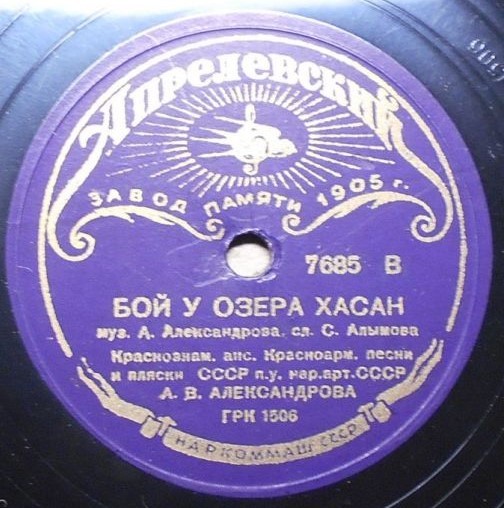 Апрелевский
ЗАВОД ПАМЯТИ 1905 г.
7685 В
БОЙ У ОЗЕРА ХАСАН
муз. А. Александрова, сл. С. Алымова
Краснознам. анс. Красноарм. песни
и пляски СССР п.у. нар.арт.СССР
А. В. АЛЕКСАНДРОВА
ГРК 1506
НАРКОММАШ СССР